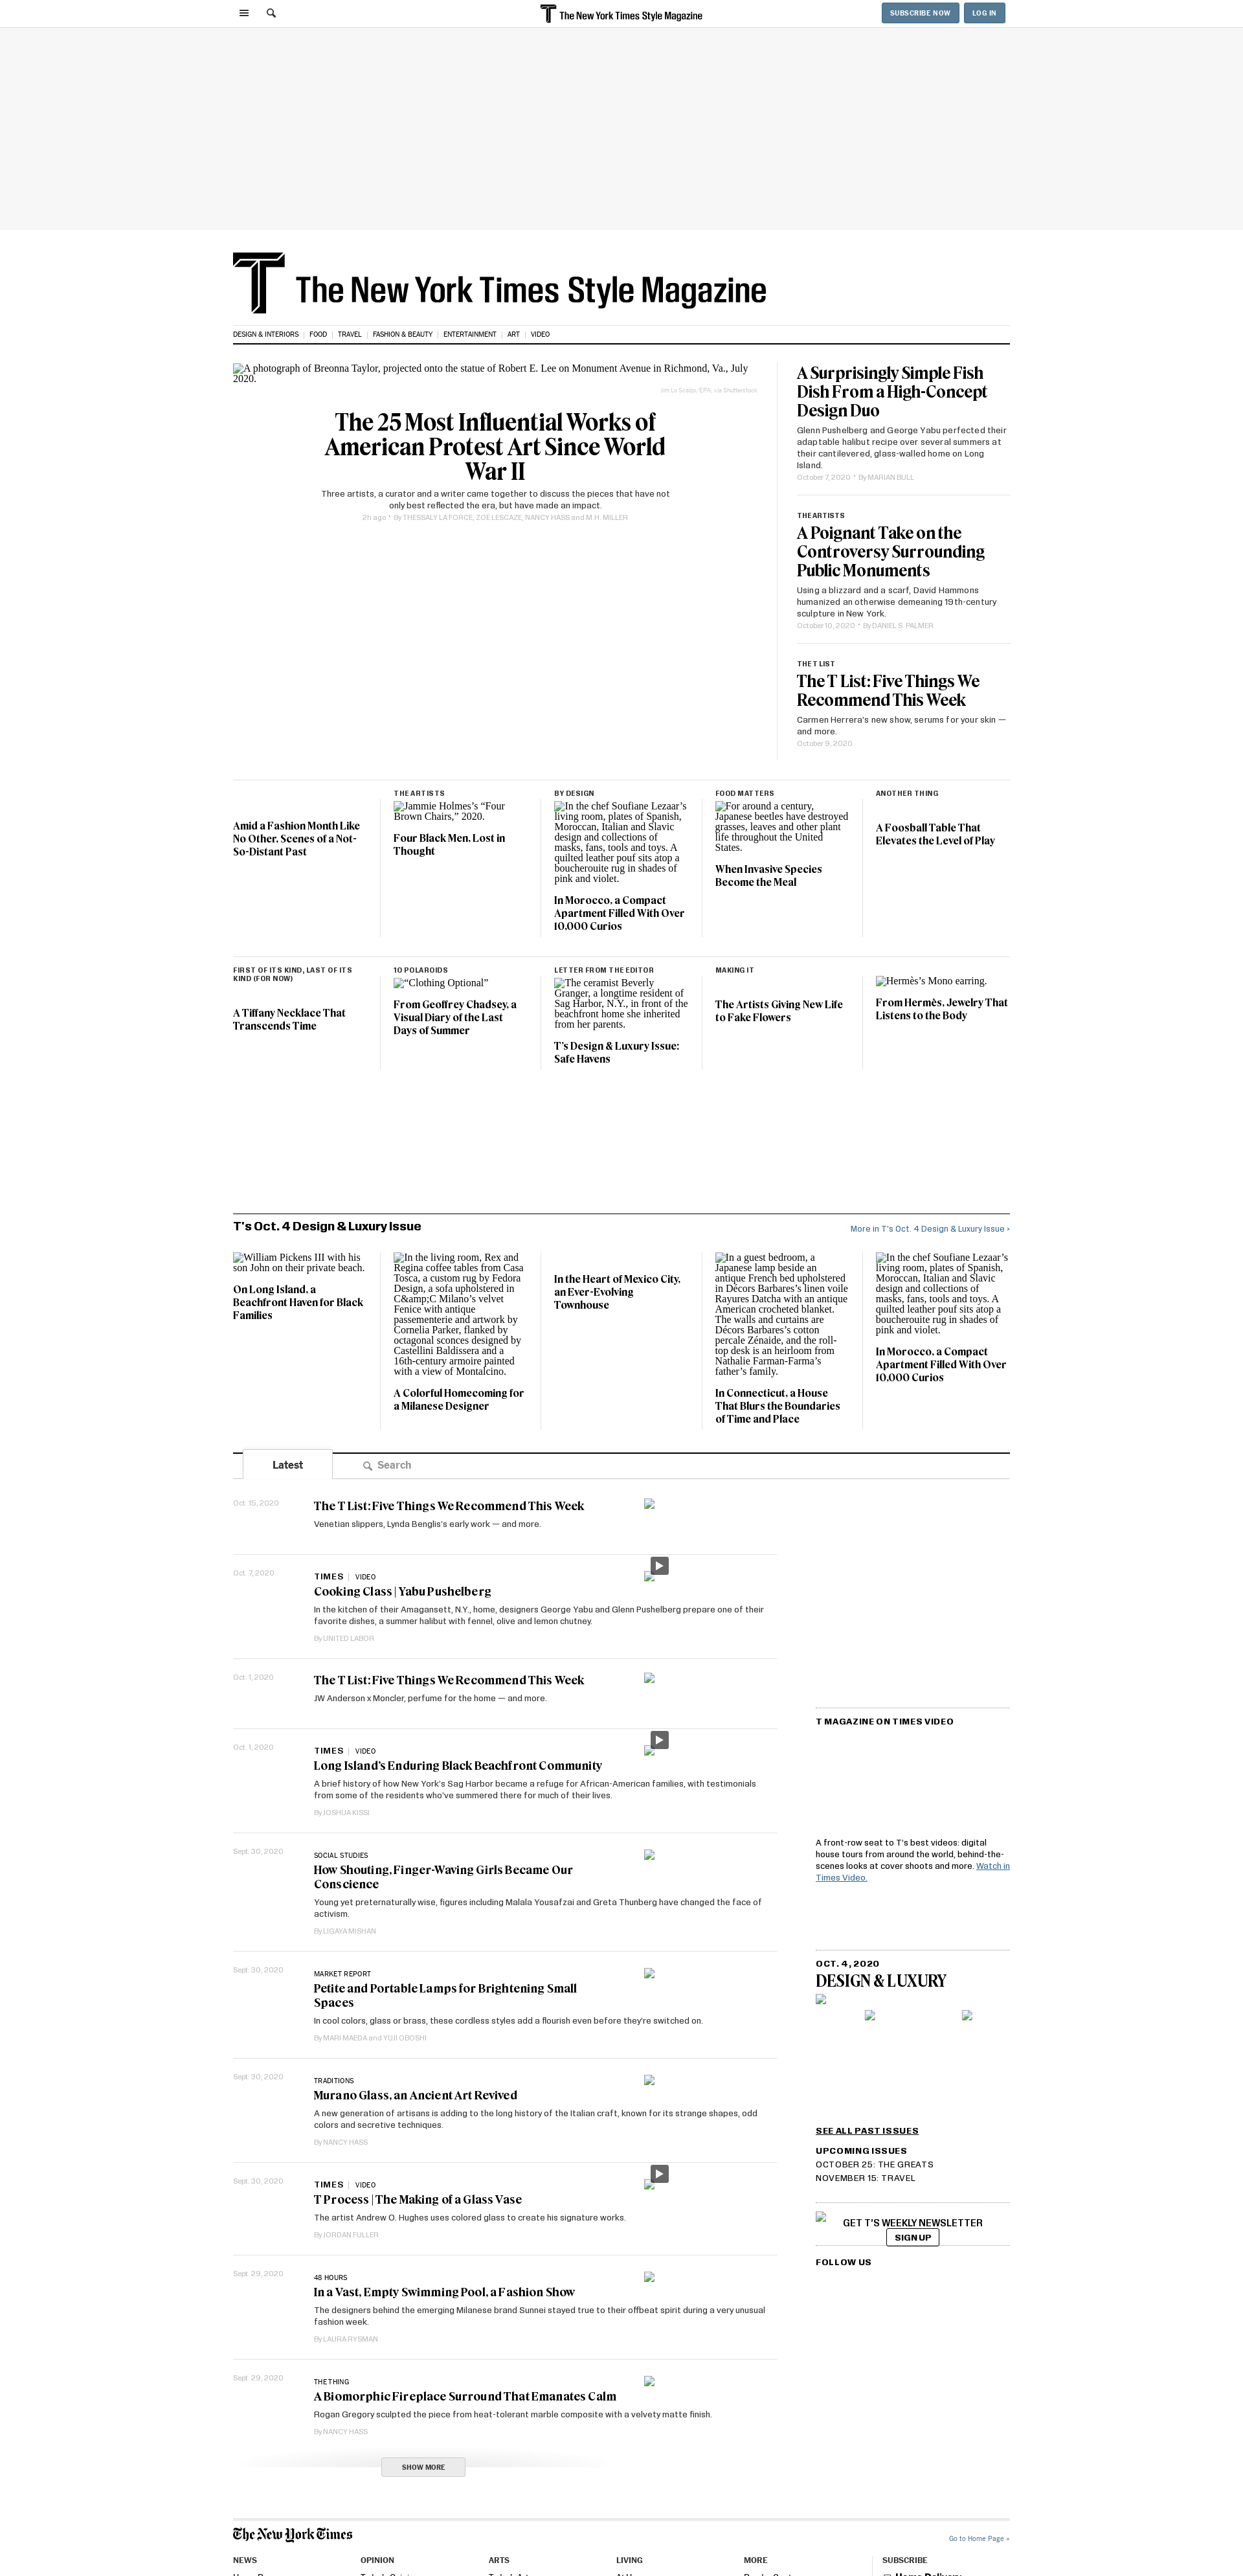 The New York Times Style Magazine
SUBSCRIBE NOW
LOG IN
The New York Times Style Magazine
DESIGN & INTERIORS | FOOD | TRAVEL | FASHION & BEAUTY | ENTERTAINMENT | ART | VIDEO
A photograph of Breonna Taylor, projected onto the statue of Robert E. Lee on Monument Avenue in Richmond, Va., July
2020.
Jim Lo Scalzo/EPA, via Shutterstock
The 25 Most Influential Works of
American Protest Art Since World
War II
Three artists, a curator and a writer came together to discuss the pieces that have not
only best reflected the era, but have made an impact.
2h ago • By THESSALY LA FORCE, ZOË LESCAZE, NANCY HASS and M.H. MILLER
A Surprisingly Simple Fish
Dish From a High-Concept
Design Duo
Glenn Pushelberg and George Yabu perfected their
adaptable halibut recipe over several summers at
their cantilevered, glass-walled home on Long
Island.
October 7, 2020 • By MARIAN BULL
THE ARTISTS
A Poignant Take on the
Controversy Surrounding
Public Monuments
Using a blizzard and a scarf, David Hammons
humanized an otherwise demeaning 19th-century
sculpture in New York.
October 10, 2020 • By DANIEL S. PALMER
THE T LIST
The T List: Five Things We
Recommend This Week
Carmen Herrera's new show, serums for your skin —
and more.
October 9, 2020
Amid a Fashion Month Like
No Other, Scenes of a Not-
So-Distant Past
THE ARTISTS
Jammie Holmes's "Four
Brown Chairs," 2020.
Four Black Men, Lost in
Thought
BY DESIGN
In the chef Soufiane Lezaar's
living room, plates of Spanish,
Moroccan, Italian and Slavic
design and collections of
masks, fans, tools and toys. A
quilted leather pouf sits atop a
boucherouite rug in shades of
pink and violet.
In Morocco, a Compact
Apartment Filled With Over
10,000 Curios
FOOD MATTERS
For around a century,
Japanese beetles have destroyed
grasses, leaves and other plant
life throughout the United
States.
When Invasive Species
Become the Meal
ANOTHER THING
A Foosball Table That
Elevates the Level of Play
FIRST OF ITS KIND, LAST OF ITS
KIND (FOR NOW)
A Tiffany Necklace That
Transcends Time
10 POLAROIDS
"Clothing Optional"
From Geoffrey Chadsey, a
Visual Diary of the Last
Days of Summer
LETTER FROM THE EDITOR
The ceramist Beverly
Granger, a longtime resident of
Sag Harbor, N.Y., in front of the
beachfront home she inherited
from her parents.
T's Design & Luxury Issue:
Safe Havens
MAKING IT
The Artists Giving New Life
to Fake Flowers
Hermès's Mono earring.
From Hermès, Jewelry That
Listens to the Body
T's Oct. 4 Design & Luxury Issue
More in T's Oct. 4 Design & Luxury Issue ›
William Pickens III with his
son John on their private beach.
On Long Island, a
Beachfront Haven for Black
Families
In the living room, Rex and
Regina coffee tables from Casa
Tosca, a custom rug by Fedora
Design, a sofa upholstered in
C&amp;C Milano's velvet
Fenice with antique
passementerie and artwork by
Cornelia Parker, flanked by
octagonal sconces designed by
Castellini Baldissera and a
16th-century armoire painted
with a view of Montalcino.
A Colorful Homecoming for
a Milanese Designer
In the Heart of Mexico City,
an Ever-Evolving
Townhouse
In a guest bedroom, a
Japanese lamp beside an
antique French bed upholstered
in Décors Barbares's linen voile
Rayures Datcha with an antique
American crocheted blanket.
The walls and curtains are
Décors Barbares's cotton
percale Zénaide, and the roll-
top desk is an heirloom from
Nathalie Farman-Farma's
father's family.
In Connecticut, a House
That Blurs the Boundaries
of Time and Place
In the chef Soufiane Lezaar's
living room, plates of Spanish,
Moroccan, Italian and Slavic
design and collections of
masks, fans, tools and toys. A
quilted leather pouf sits atop a
boucherouite rug in shades of
pink and violet.
In Morocco, a Compact
Apartment Filled With Over
10,000 Curios
Latest
Search
Oct. 15, 2020
The T List: Five Things We Recommend This Week
Venetian slippers, Lynda Benglis's early work — and more.
Oct. 7, 2020
TIMES | VIDEO
Cooking Class | Yabu Pushelberg
In the kitchen of their Amagansett, N.Y., home, designers George Yabu and Glenn Pushelberg prepare one of their
favorite dishes, a summer halibut with fennel, olive and lemon chutney.
By UNITED LABOR
Oct. 1, 2020
The T List: Five Things We Recommend This Week
JW Anderson x Moncler, perfume for the home — and more.
Oct. 1, 2020
TIMES | VIDEO
Long Island's Enduring Black Beachfront Community
A brief history of how New York's Sag Harbor became a refuge for African-American families, with testimonials
from some of the residents who've summered there for much of their lives.
By JOSHUA KISSI
Sept. 30, 2020
SOCIAL STUDIES
How Shouting, Finger-Waving Girls Became Our
Conscience
Young yet preternaturally wise, figures including Malala Yousafzai and Greta Thunberg have changed the face of
activism.
By LIGAYA MISHAN
Sept. 30, 2020
MARKET REPORT
Petite and Portable Lamps for Brightening Small
Spaces
In cool colors, glass or brass, these cordless styles add a flourish even before they're switched on.
By MARI MAEDA and YUJI OBOSHI
Sept. 30, 2020
TRADITIONS
Murano Glass, an Ancient Art Revived
A new generation of artisans is adding to the long history of the Italian craft, known for its strange shapes, odd
colors and secretive techniques.
By NANCY HASS
Sept. 30, 2020
TIMES | VIDEO
T Process | The Making of a Glass Vase
The artist Andrew O. Hughes uses colored glass to create his signature works.
By JORDAN FULLER
Sept. 29, 2020
48 HOURS
In a Vast, Empty Swimming Pool, a Fashion Show
The designers behind the emerging Milanese brand Sunnei stayed true to their offbeat spirit during a very unusual
fashion week.
By LAURA RYSMAN
Sept. 29, 2020
THE THING
A Biomorphic Fireplace Surround That Emanates Calm
Rogan Gregory sculpted the piece from heat-tolerant marble composite with a velvety matte finish.
By NANCY HASS
SHOW MORE
T MAGAZINE ON TIMES VIDEO
A front-row seat to T's best videos: digital
house tours from around the world, behind-the-
scenes looks at cover shoots and more. Watch in
Times Video.
OCT. 4, 2020
DESIGN & LUXURY
SEE ALL PAST ISSUES
UPCOMING ISSUES
OCTOBER 25: THE GREATS
NOVEMBER 15: TRAVEL
GET T'S WEEKLY NEWSLETTER
SIGN UP
FOLLOW US
The New York Times
Go to Home Page »
NEWS
OPINION
ARTS
LIVING
MORE
SUBSCRIBE